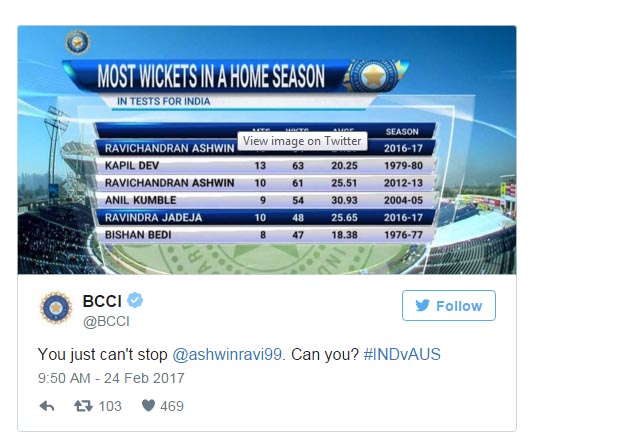 MOST WICKETS IN A HOME SEASON
IN TESTS FOR INDIA
MTS WKTS AVGE SEASON
View image on Twitter
RAVICHANDRAN ASHWIN 2016-17
KAPIL DEV 13 63 20.25 1979-80
RAVICHANDRAN ASHWIN 10 61 25.51 2012-13
ANIL KUMBLE 9 54 30.93 2004-05
RAVINDRA JADEJA 10 48 25.65 2016-17
BISHAN BEDI 8 47 18.38 1976-77
BCCI
@BCCI
Follow
You just can't stop @ashwinravi99. Can you? #INDvAUS
9:50 AM - 24 Feb 2017
103 469